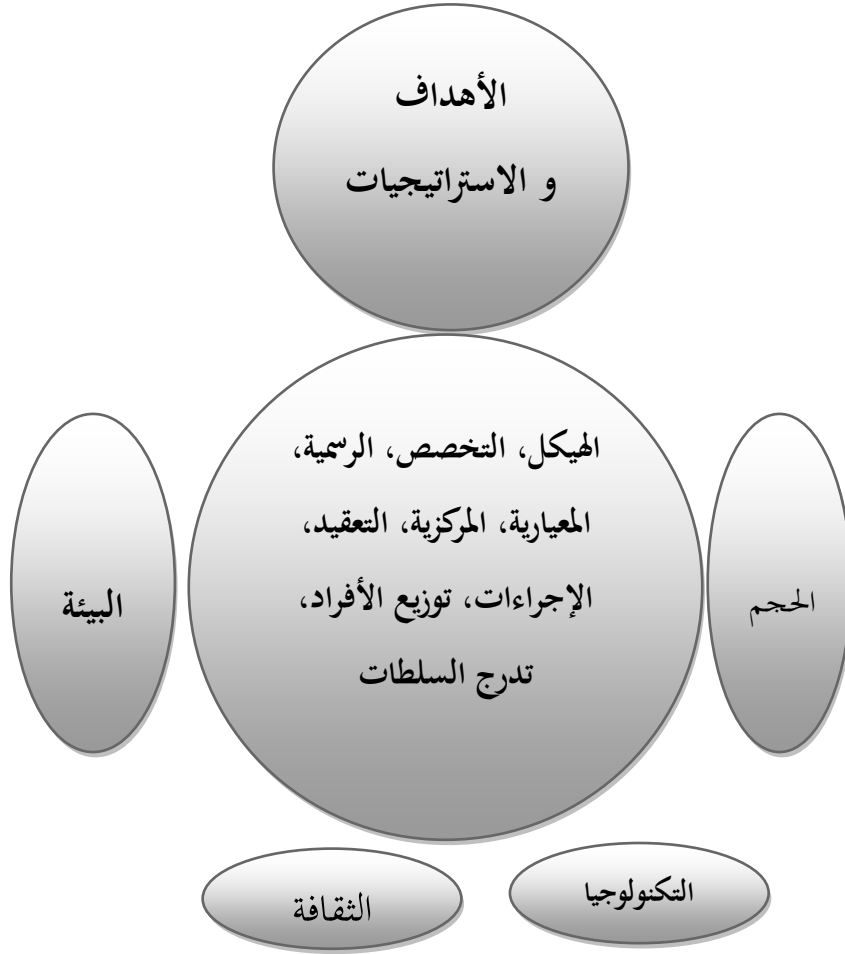 الأهداف
و الاستراتيجيات
الهيكل، التخصص، الرسمية،
المعيارية، المركزية، التعقيد،
الإجراءات، توزيع الأفراد،
تدرج السلطات
الحجم
البيئة
التكنولوجيا
الثقافة